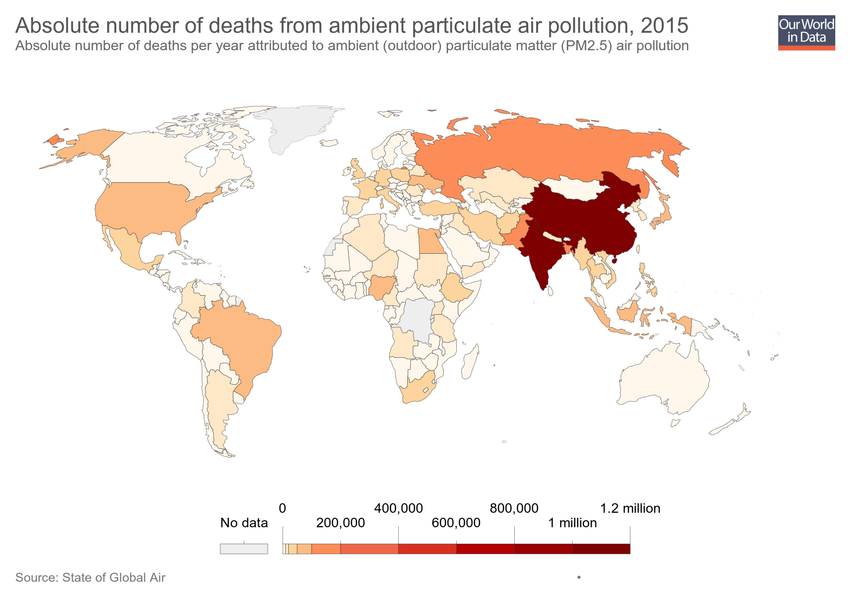 Absolute number of deaths from ambient particulate air pollution, 2015
Absolute number of deaths per year attributed to ambient (outdoor) particulate matter (PM2.5) air pollution
Our World
in Data
No data
0
200,000
400,000
600,000
800,000
1 million
1.2 million
Source: State of Global Air